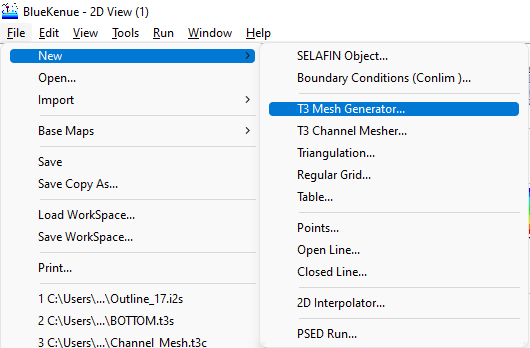 BlueKenue - 2D View (1)
File Edit View Tools Run Window Help
New
Open...
Import
Base Maps
Save
Save Copy As...
Load WorkSpace...
Save WorkSpace...
Print...
1 C:\Users\...\Outline_17.i2s
2 C:\Users\...\BOTTOM.t3s
3 C:\Users\...\Channel_Mesh.t3c
SELAFIN Object...
Boundary Conditions (Conlim )...
T3 Mesh Generator...
T3 Channel Mesher...
Triangulation...
Regular Grid...
Table...
Points...
Open Line...
Closed Line...
2D Interpolator...
PSED Run...